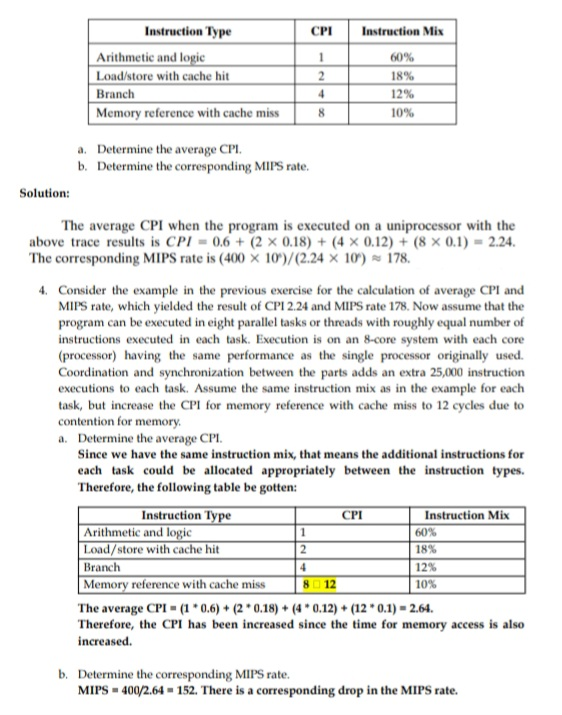 Instruction Type CPI Instruction Mix
Arithmetic and logic 1 60%
Load/store with cache hit 2 18%
Branch 4 12%
Memory reference with cache miss 8 10%
a. Determine the average CPI.
b. Determine the corresponding MIPS rate.
Solution:
The average CPI when the program is executed on a uniprocessor with the
above trace results is CPI = 0.6 + (2 × 0.18) + (4 × 0.12) + (8 × 0.1) = 2.24.
The corresponding MIPS rate is (400 × 10⁶)/(2.24 × 10⁶) ≈ 178.
4. Consider the example in the previous exercise for the calculation of average CPI and
MIPS rate, which yielded the result of CPI 2.24 and MIPS rate 178. Now assume that the
program can be executed in eight parallel tasks or threads with roughly equal number of
instructions executed in each task. Execution is on an 8-core system with each core
(processor) having the same performance as the single processor originally used.
Coordination and synchronization between the parts adds an extra 25,000 instruction
executions to each task. Assume the same instruction mix as in the example for each
task, but increase the CPI for memory reference with cache miss to 12 cycles due to
contention for memory.
a. Determine the average CPI.
Since we have the same instruction mix, that means the additional instructions for
each task could be allocated appropriately between the instruction types.
Therefore, the following table be gotten:
Instruction Type CPI Instruction Mix
Arithmetic and logic 1 60%
Load/store with cache hit 2 18%
Branch 4 12%
Memory reference with cache miss 8 □ 12 10%
The average CPI = (1 * 0.6) + (2 * 0.18) + (4 * 0.12) + (12 * 0.1) = 2.64.
Therefore, the CPI has been increased since the time for memory access is also
increased.
b. Determine the corresponding MIPS rate.
MIPS = 400/2.64 = 152. There is a corresponding drop in the MIPS rate.